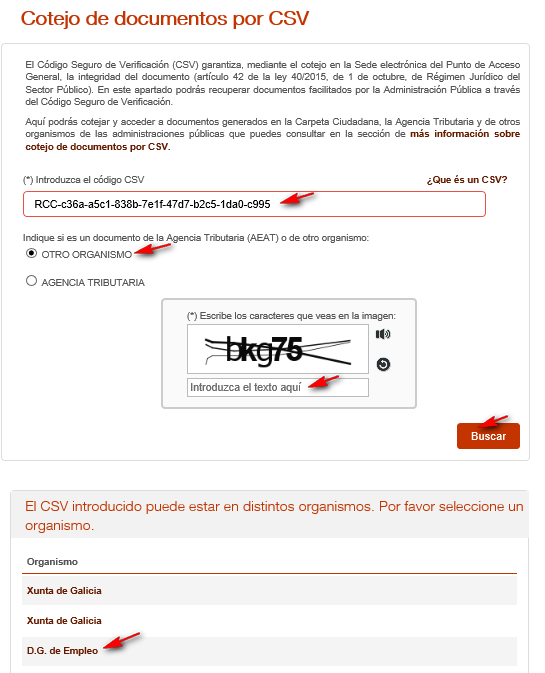 Cotejo de documentos por CSV
El Código Seguro de Verificación (CSV) garantiza, mediante el cotejo en la Sede electrónica del Punto de Acceso
General, la integridad del documento (artículo 42 de la ley 40/2015, de 1 de octubre, de Régimen Jurídico del
Sector Público). En este apartado podrás recuperar documentos facilitados por la Administración Pública a través
del Código Seguro de Verificación.
Aquí podrás cotejar y acceder a documentos generados en la Carpeta Ciudadana, la Agencia Tributaria y de otros
organismos de las administraciones públicas que puedes consultar en la sección de más información sobre
cotejo de documentos por CSV.
(*) Introduzca el código CSV
¿Que és un CSV?
RCC-c36a-a5c1-838b-7e1f-47d7-b2c5-1da0-c995
Indique si es un documento de la Agencia Tributaria (AEAT) o de otro organismo:
OTRO ORGANISMO
AGENCIA TRIBUTARIA
(*) Escribe los caracteres que veas en la imagen:
bkg75
Introduzca el texto aquí
Buscar
El CSV introducido puede estar en distintos organismos. Por favor seleccione un
organismo.
Organismo
Xunta de Galicia
Xunta de Galicia
D.G. de Empleo